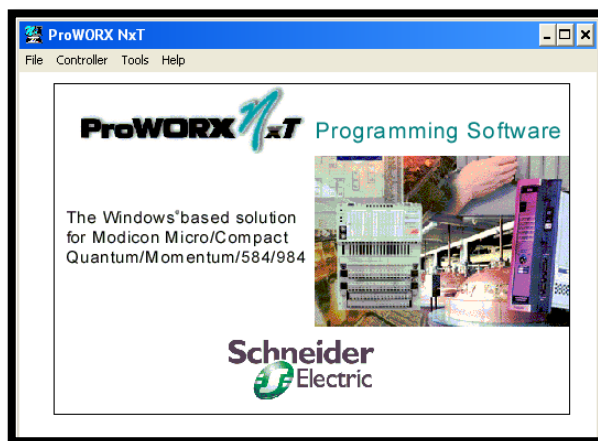 ProWORX NxT
File Controller Tools Help
ProWORX NxT Programming Software
The Windows®based solution
for Modicon Micro/Compact
Quantum/Momentum/584/984
Schneider
Electric